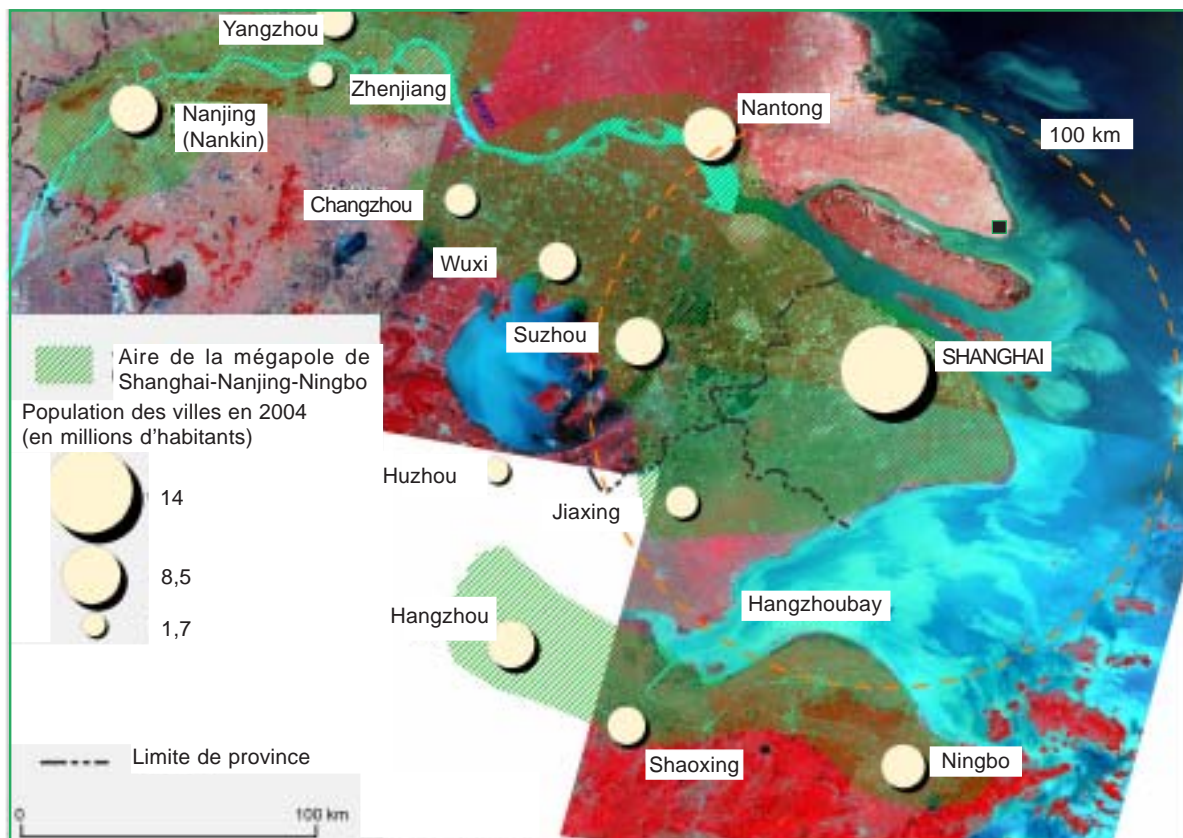 Yangzhou
Zhenjiang
Nanjing
(Nankin)
Nantong
100 km
Changzhou
Wuxi
Suzhou
SHANGHAI
Aire de la mégapole de
Shanghai-Nanjing-Ningbo
Population des villes en 2004
(en millions d'habitants)
14
8,5
1,7
Huzhou
Jiaxing
Hangzhou
Hangzhoubay
Shaoxing
Ningbo
Limite de province
0
100 km